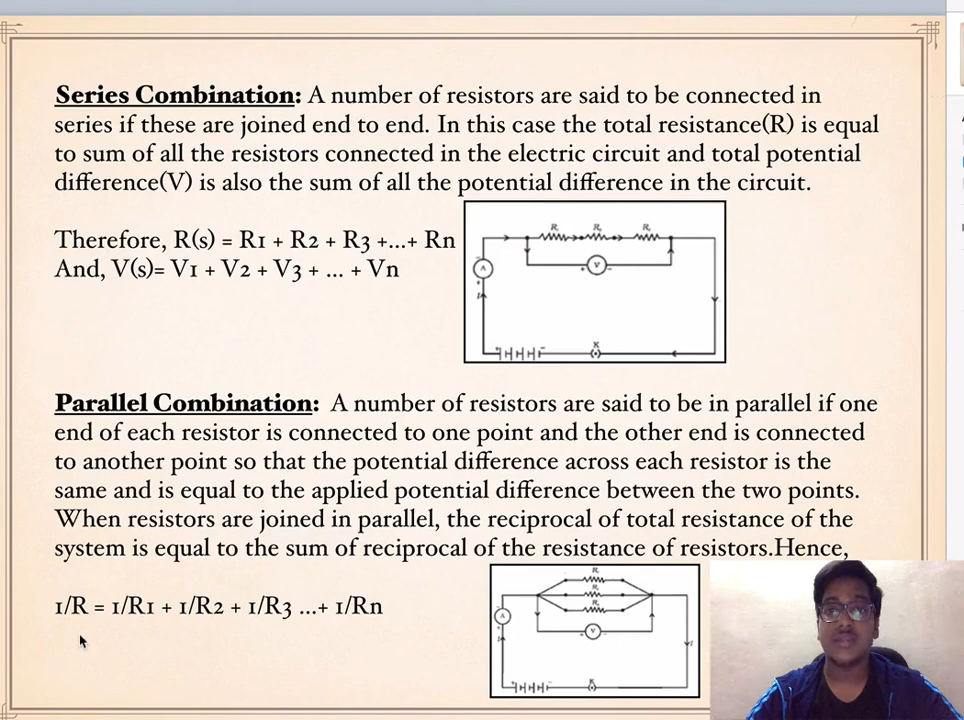 Series Combination: A number of resistors are said to be connected in
series if these are joined end to end. In this case the total resistance(R) is equal
to sum of all the resistors connected in the electric circuit and total potential
difference(V) is also the sum of all the potential difference in the circuit.
Therefore, R(s) = R1 + R2 + R3 +...+ Rn
And, V(s)= V1 + V2 + V3 + ... + Vn
A
V
K
Parallel Combination: A number of resistors are said to be in parallel if one
end of each resistor is connected to one point and the other end is connected
to another point so that the potential difference across each resistor is the
same and is equal to the applied potential difference between the two points.
When resistors are joined in parallel, the reciprocal of total resistance of the
system is equal to the sum of reciprocal of the resistance of resistors.Hence,
1/R = 1/R1 + 1/R2 + 1/R3 ...+ 1/Rn
A
V
K